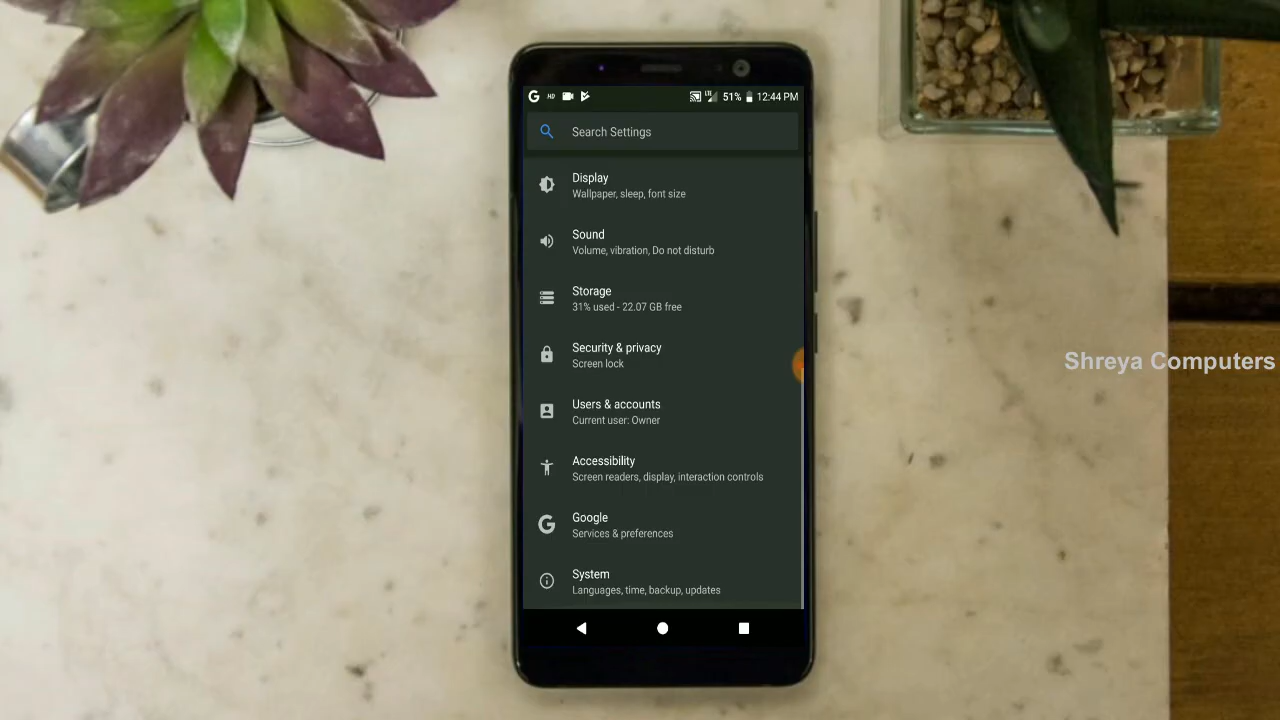 G HD 51% 12:44 PM
Search Settings
Display
Wallpaper, sleep, font size
Sound
Volume, vibration, Do not disturb
Storage
31% used - 22.07 GB free
Security & privacy
Screen lock
Users & accounts
Current user: Owner
Accessibility
Screen readers, display, interaction controls
Google
Services & preferences
System
Languages, time, backup, updates
Shreya Computers